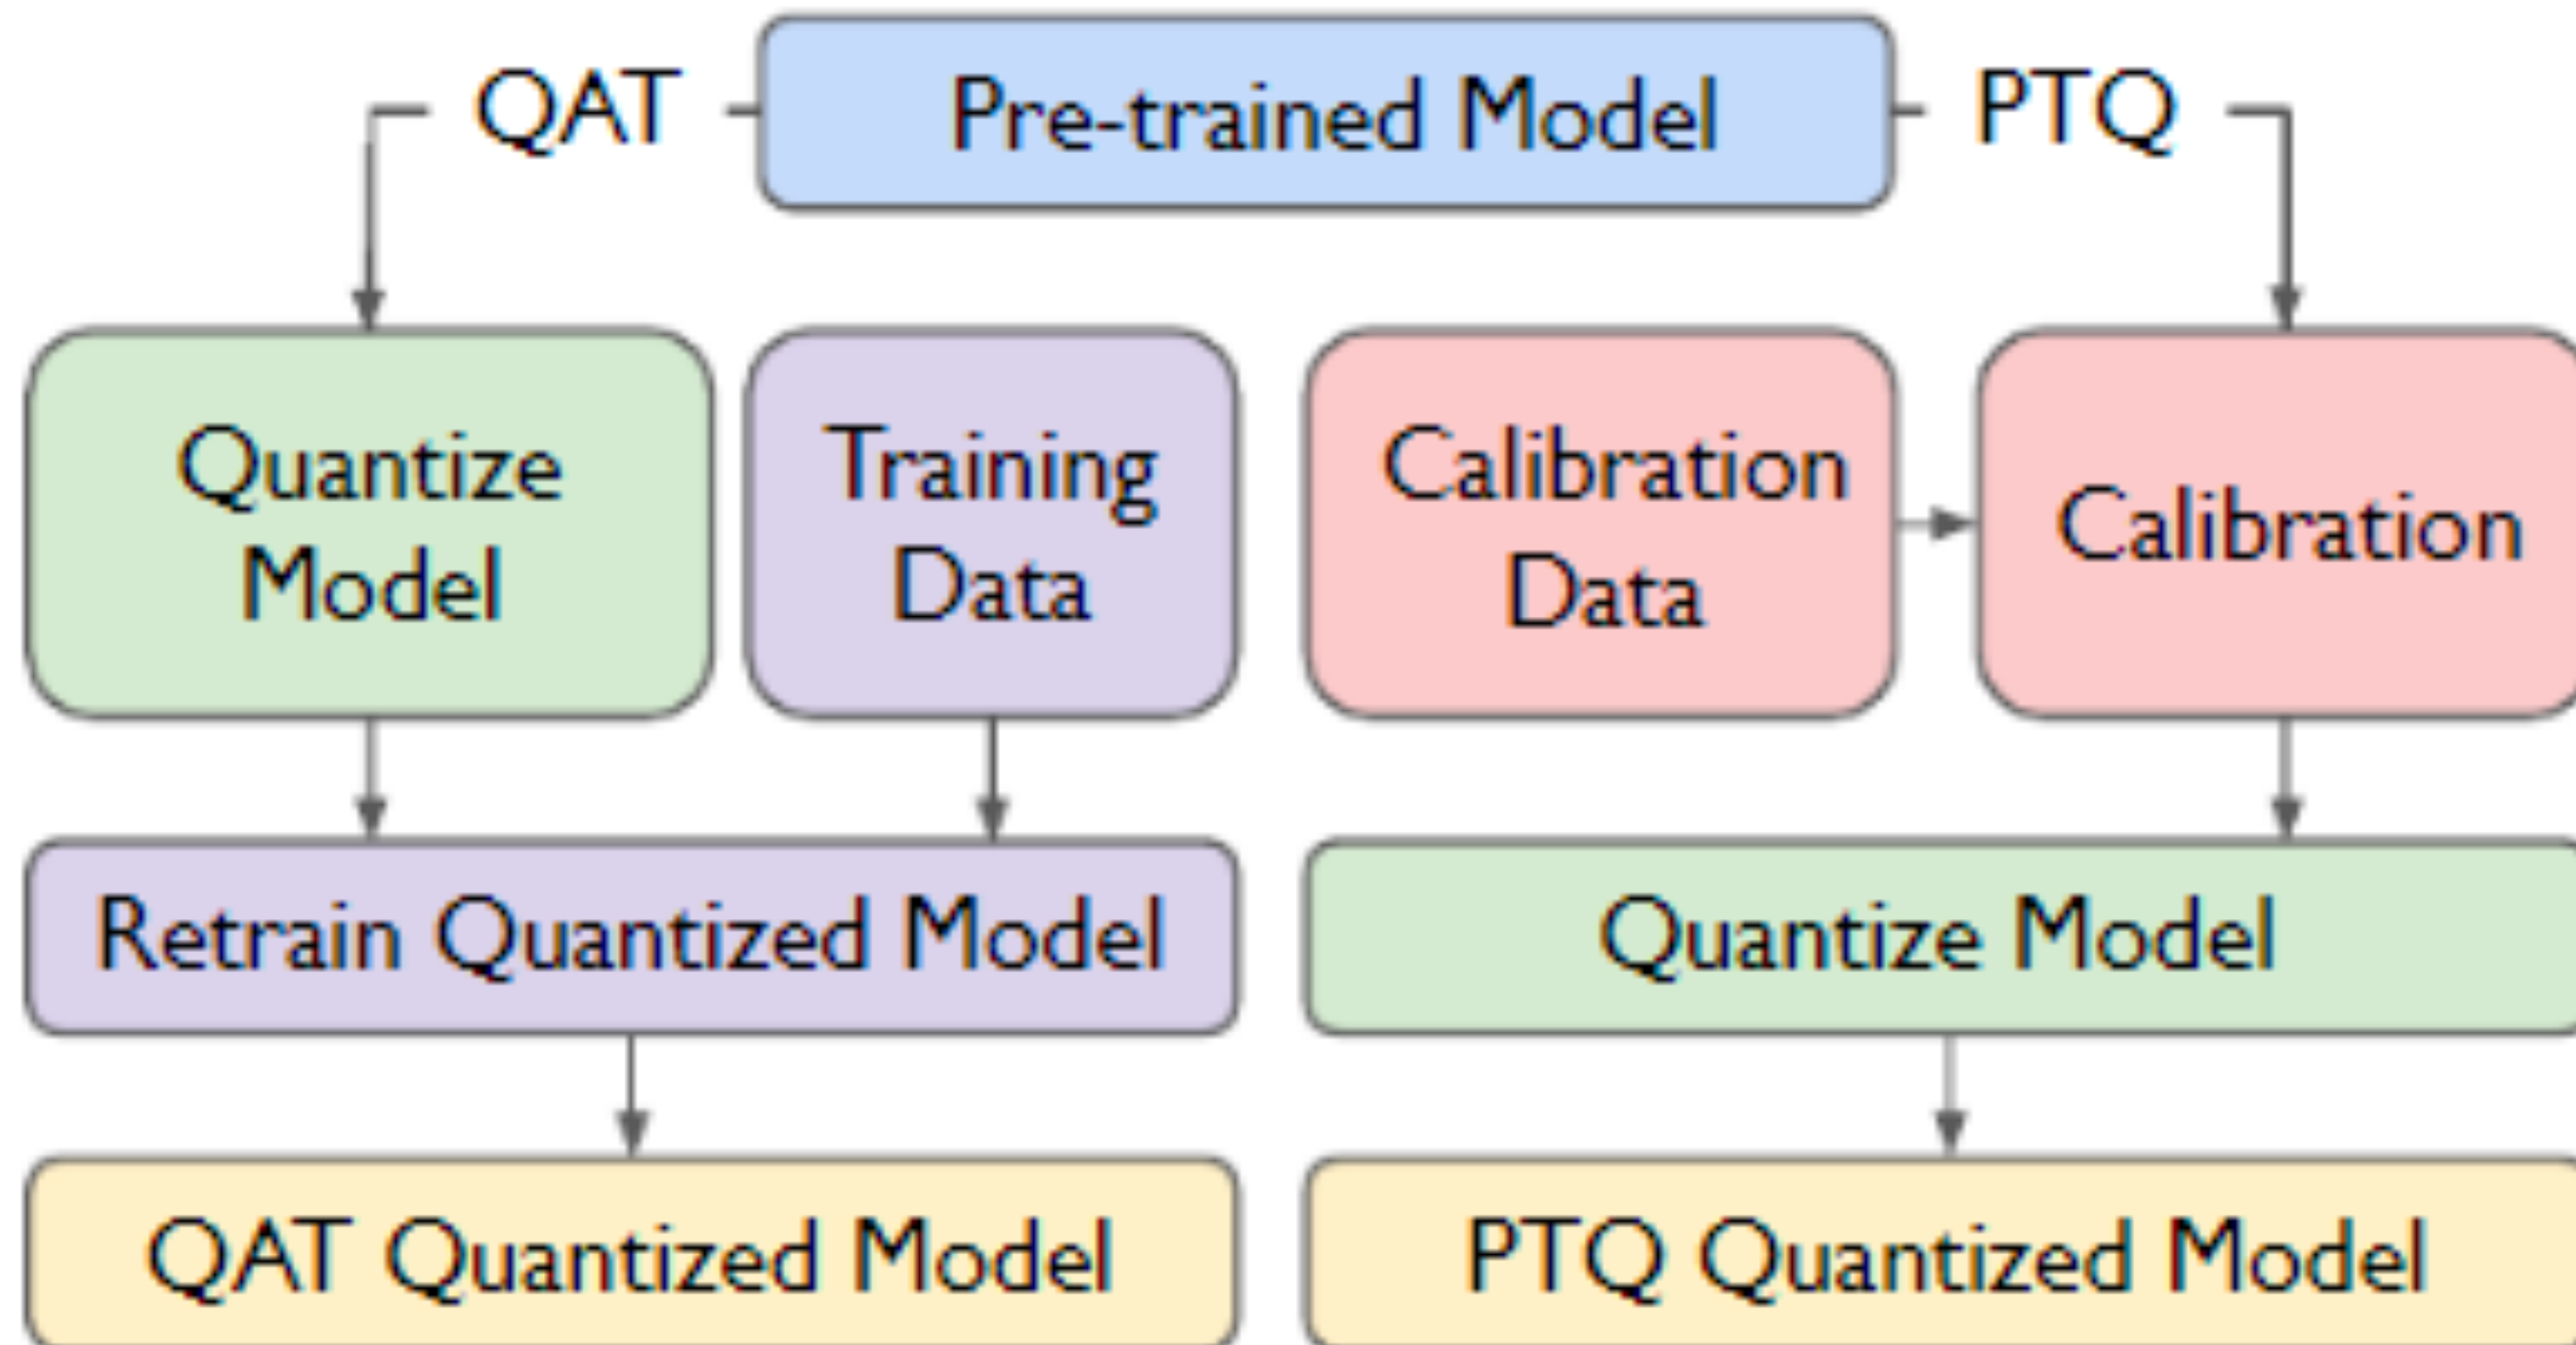 QAT
Pre-trained Model
PTQ
Quantize
Model
Training
Data
Calibration
Data
Calibration
Retrain Quantized Model
Quantize Model
QAT Quantized Model
PTQ Quantized Model